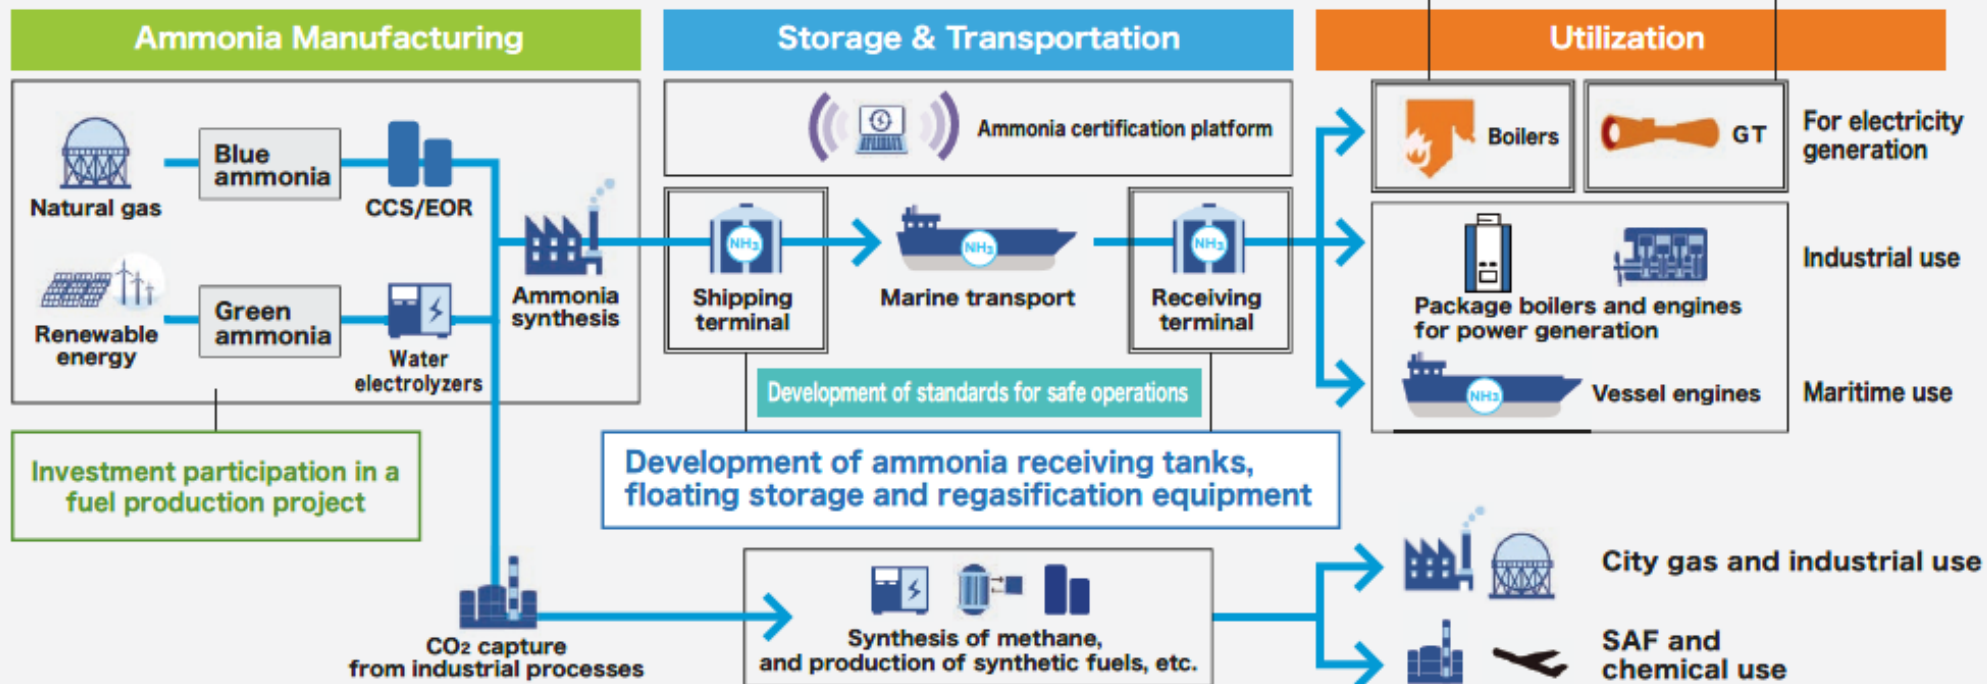 Ammonia Manufacturing
Storage & Transportation
Utilization
Natural gas
Blue
ammonia
CCS/EOR
Renewable
energy
Green
ammonia
Water
electrolyzers
Ammonia
synthesis
Investment participation in a
fuel production project
Ammonia certification platform
NH₃
Shipping
terminal
NH₃
Marine transport
NH₃
Receiving
terminal
Development of standards for safe operations
Development of ammonia receiving tanks,
floating storage and regasification equipment
Boilers
GT
For electricity
generation
Package boilers and engines
for power generation
Industrial use
NH₃
Vessel engines
Maritime use
CO₂ capture
from industrial processes
Synthesis of methane,
and production of synthetic fuels, etc.
City gas and industrial use
SAF and
chemical use